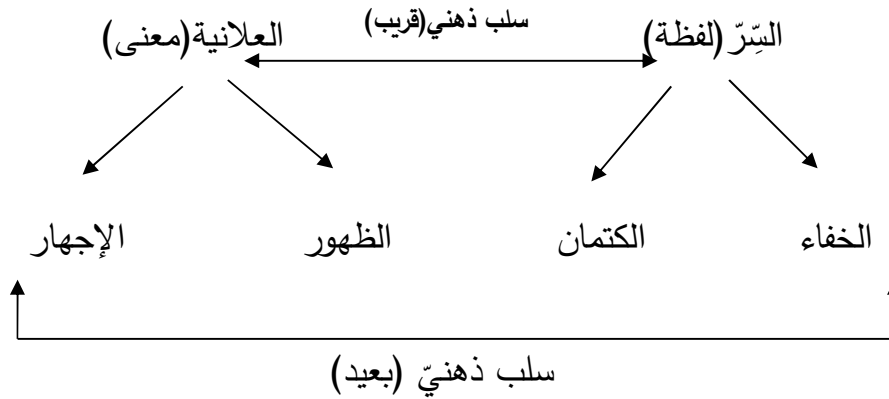 سلب ذهني(قريب)
السِّرّ (لفظة) العلانية(معنى)
الخفاء الكتمان الظهور الإجهار
سلب ذهنيّ (بعيد)